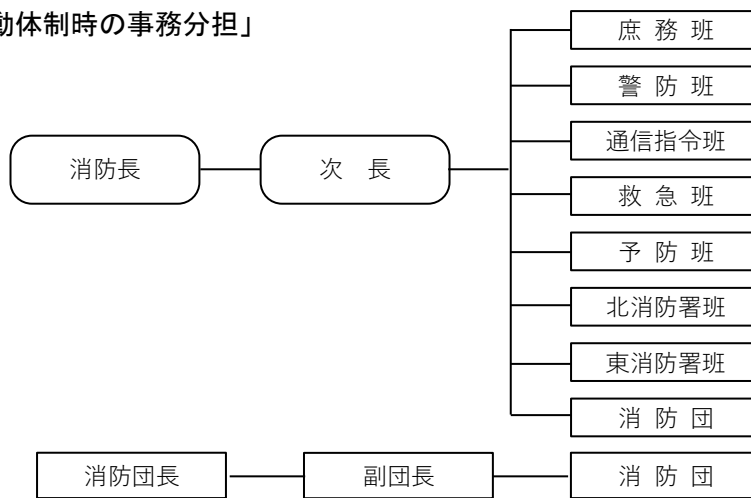 動体制時の事務分担」
庶 務 班
警 防 班
通信指令班
消防長
次　長
救 急 班
予 防 班
北消防署班
東消防署班
消 防 団
消防団長
副団長
消 防 団